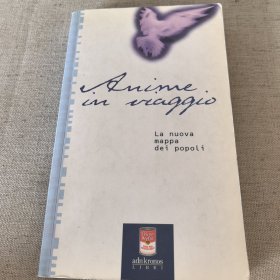 Anime
in viaggio
La nuova
mappa
dei popoli
adnkronos
LIBRI